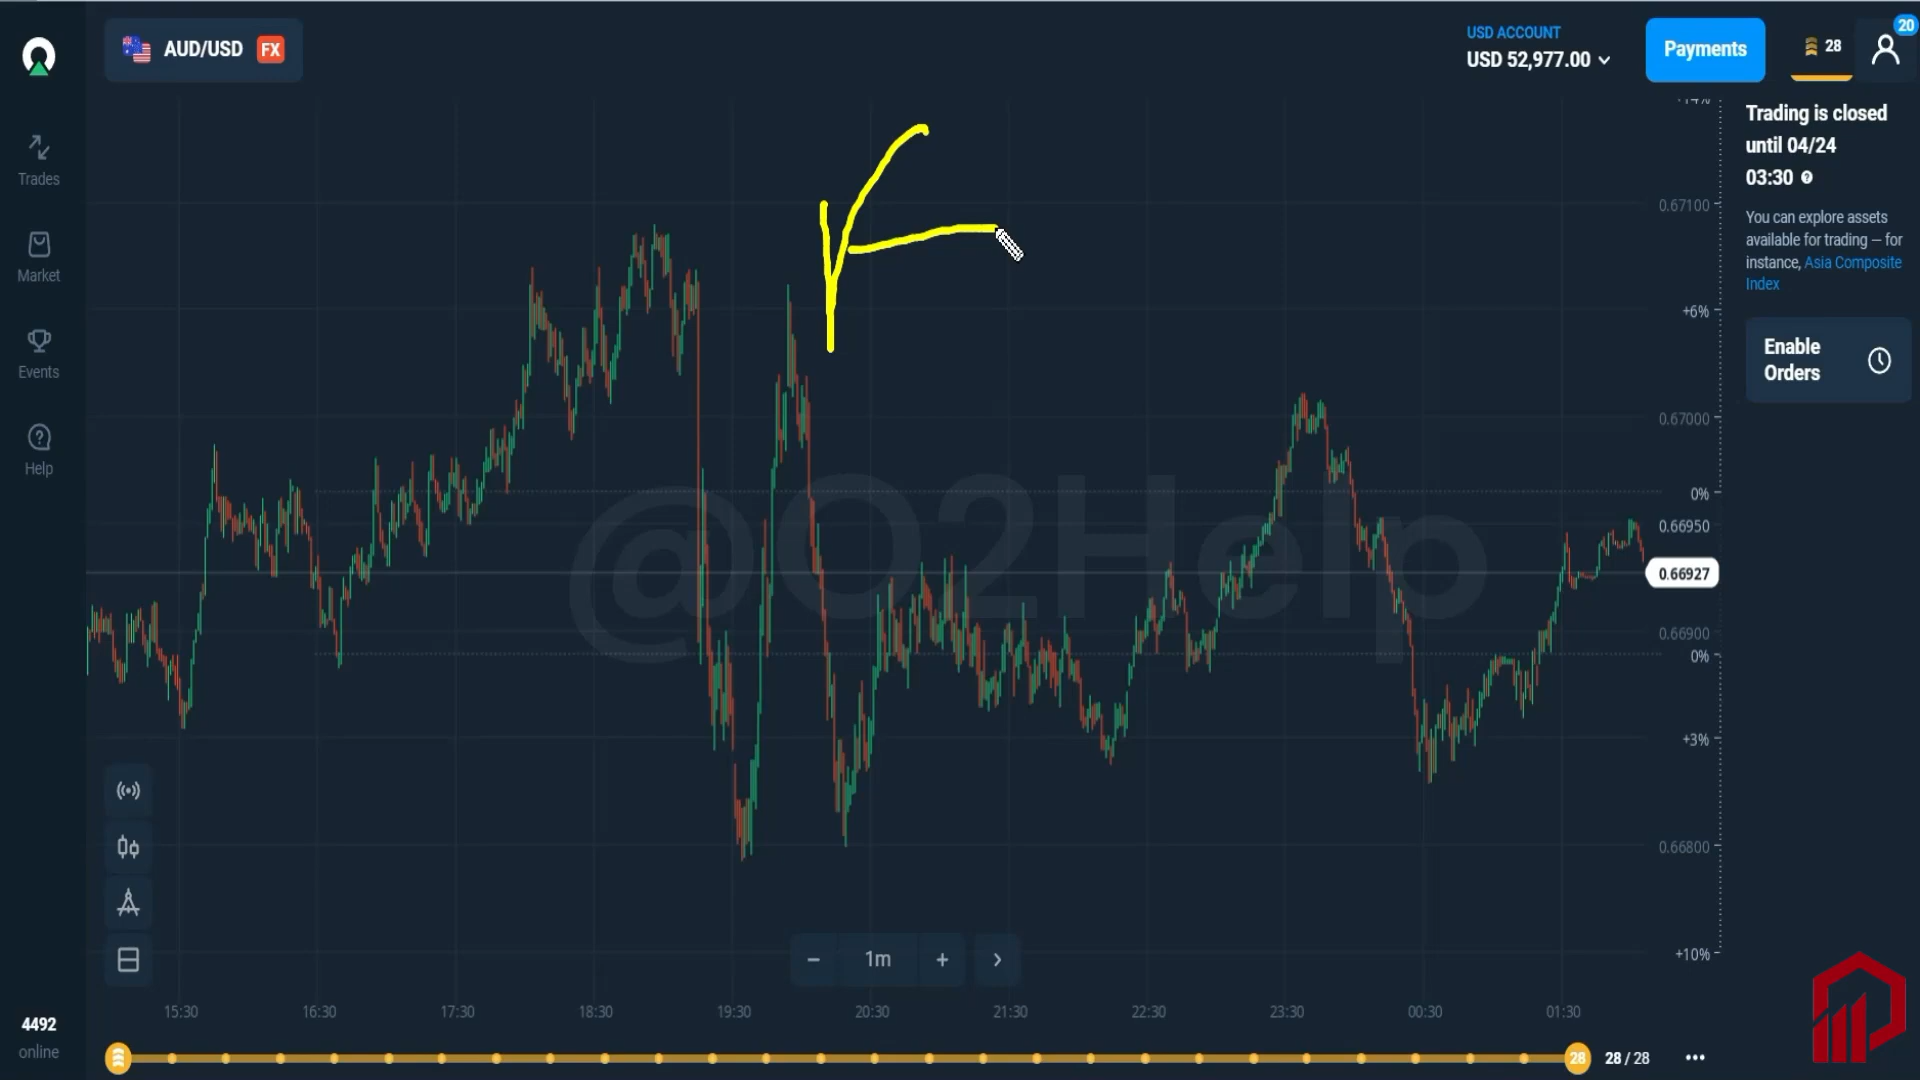 AUD/USD FX
USD ACCOUNT
USD 52,977.00
Payments
28
20
Trades
Market
Events
Help
4492
online
+14%
0.67100
+6%
0.67000
0%
0.66950
0.66927
0.66900
0%
+3%
0.66800
+10%
Trading is closed
until 04/24
03:30
You can explore assets
available for trading – for
instance, Asia Composite
Index
Enable
Orders
@O2Help
− 1m + >
15:30 16:30 17:30 18:30 19:30 20:30 21:30 22:30 23:30 00:30 01:30
28 28 / 28